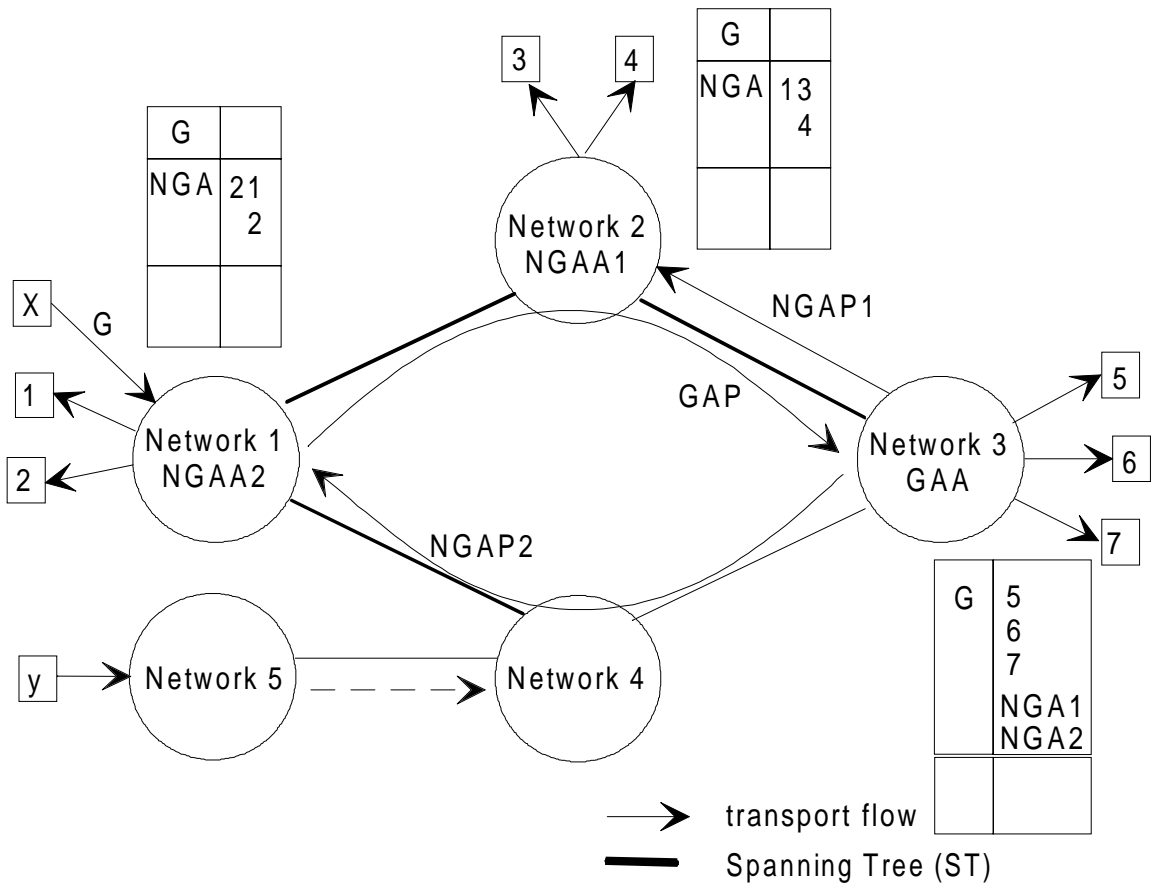 3
4
G
NGA 13
4
G
NGA 21
2
Network 2
NGAA1
X
G
NGAP1
1
5
GAP
Network 1
NGAA2
Network 3
GAA
2
6
7
NGAP2
G 5
6
7
NGA1
NGA2
y
Network 5
Network 4
transport flow
Spanning Tree (ST)